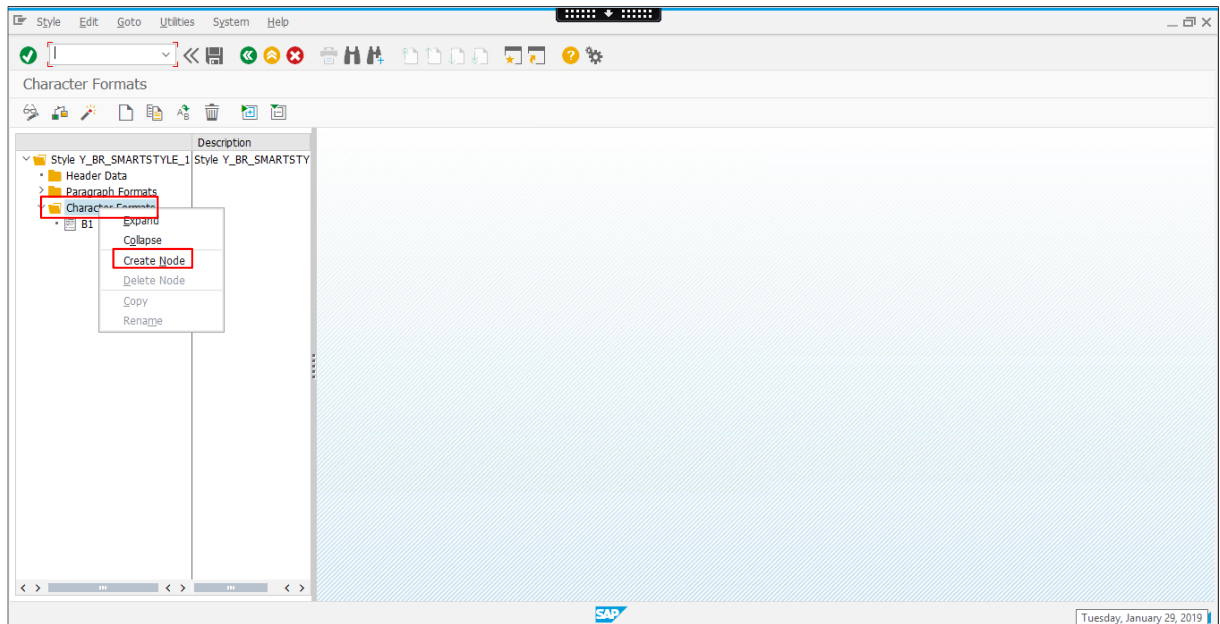 Style Edit Goto Utilities System Help
Character Formats
Description
Style Y_BR_SMARTSTYLE_1 Style Y_BR_SMARTSTY
Header Data
Paragraph Formats
Character Formats
B1
Expand
Collapse
Create Node
Delete Node
Copy
Rename
SAP
Tuesday, January 29, 2019